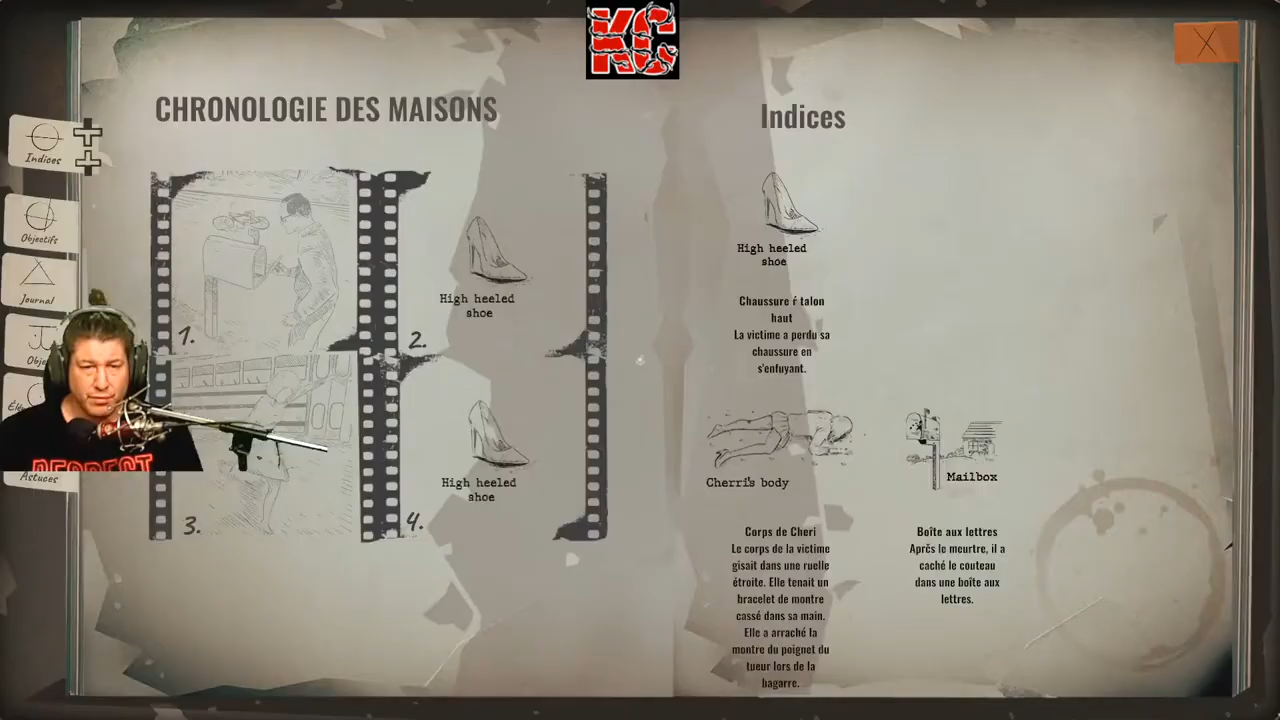 KC
CHRONOLOGIE DES MAISONS
Indices
Indices
Objectifs
Journal
Obje
Élé
Astuces
1.
2.
High heeled
shoe
3.
4.
High heeled
shoe
RESPECT
High heeled
shoe
Chaussure ŕ talon
haut
La victime a perdu sa
chaussure en
s'enfuyant.
Cherri's body
Corps de Cheri
Le corps de la victime
gisait dans une ruelle
étroite. Elle tenait un
bracelet de montre
cassé dans sa main.
Elle a arraché la
montre du poignet du
tueur lors de la
bagarre.
Mailbox
Boîte aux lettres
Aprčs le meurtre, il a
caché le couteau
dans une boîte aux
lettres.